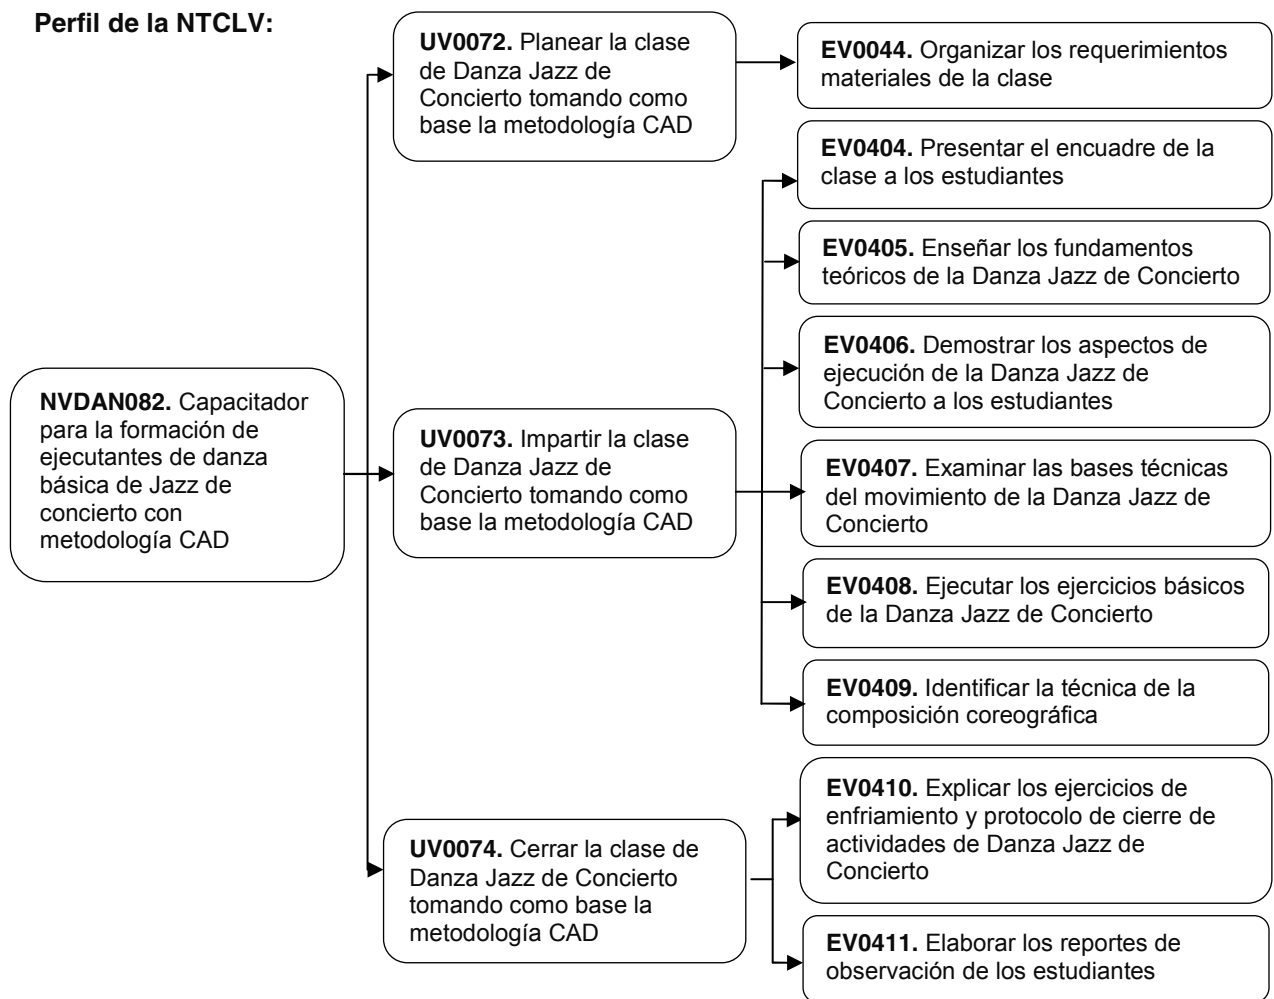 Perfil de la NTCLV:
NVDAN082. Capacitador
para la formación de
ejecutantes de danza
básica de Jazz de
concierto con
metodología CAD
UV0072. Planear la clase
de Danza Jazz de
Concierto tomando como
base la metodología CAD
EV0044. Organizar los requerimientos
materiales de la clase
UV0073. Impartir la clase
de Danza Jazz de
Concierto tomando como
base la metodología CAD
EV0404. Presentar el encuadre de la
clase a los estudiantes
EV0405. Enseñar los fundamentos
teóricos de la Danza Jazz de Concierto
EV0406. Demostrar los aspectos de
ejecución de la Danza Jazz de
Concierto a los estudiantes
EV0407. Examinar las bases técnicas
del movimiento de la Danza Jazz de
Concierto
EV0408. Ejecutar los ejercicios básicos
de la Danza Jazz de Concierto
EV0409. Identificar la técnica de la
composición coreográfica
UV0074. Cerrar la clase de
Danza Jazz de Concierto
tomando como base la
metodología CAD
EV0410. Explicar los ejercicios de
enfriamiento y protocolo de cierre de
actividades de Danza Jazz de
Concierto
EV0411. Elaborar los reportes de
observación de los estudiantes